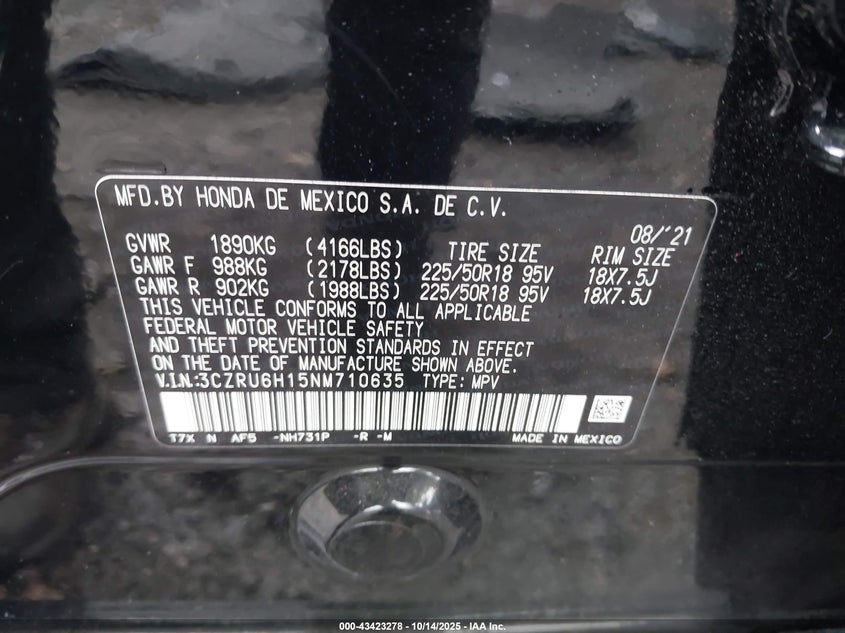 MFD.BY HONDA DE MEXICO S.A. DE C.V.
08/'21
GVWR 1890KG (4166LBS) TIRE SIZE RIM SIZE
GAWR F 988KG (2178LBS) 225/50R18 95V 18X7.5J
GAWR R 902KG (1988LBS) 225/50R18 95V 18X7.5J
THIS VEHICLE CONFORMS TO ALL APPLICABLE
FEDERAL MOTOR VEHICLE SAFETY
AND THEFT PREVENTION STANDARDS IN EFFECT
ON THE DATE OF MANUFACTURE SHOWN ABOVE.
V.I.N.:3CZRU6H15NM710635 TYPE: MPV
T7X N AF5 -NH731P -R -M MADE IN MEXICO
000-43423278 - 10/14/2025 - IAA Inc.